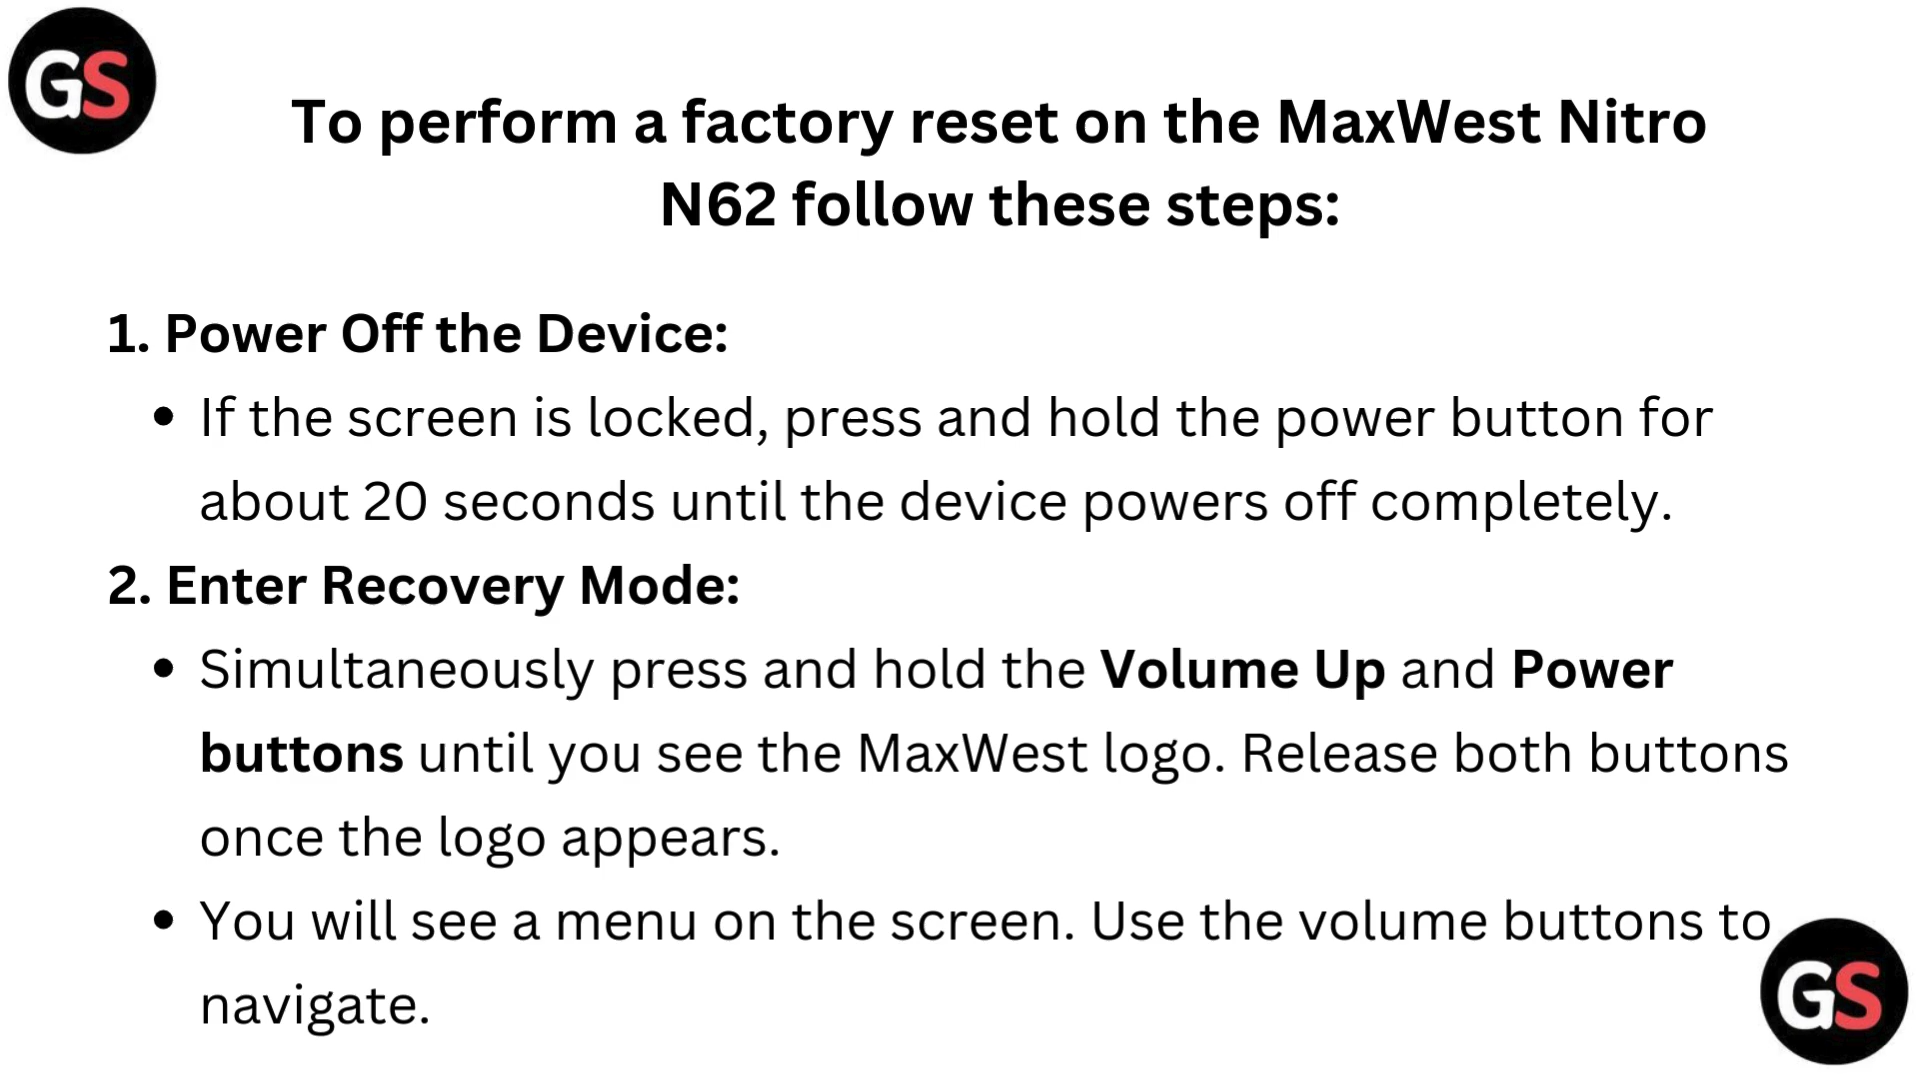 GS
To perform a factory reset on the MaxWest Nitro
N62 follow these steps:
1. Power Off the Device:
• If the screen is locked, press and hold the power button for
about 20 seconds until the device powers off completely.
2. Enter Recovery Mode:
• Simultaneously press and hold the Volume Up and Power
buttons until you see the MaxWest logo. Release both buttons
once the logo appears.
• You will see a menu on the screen. Use the volume buttons to
navigate.
GS